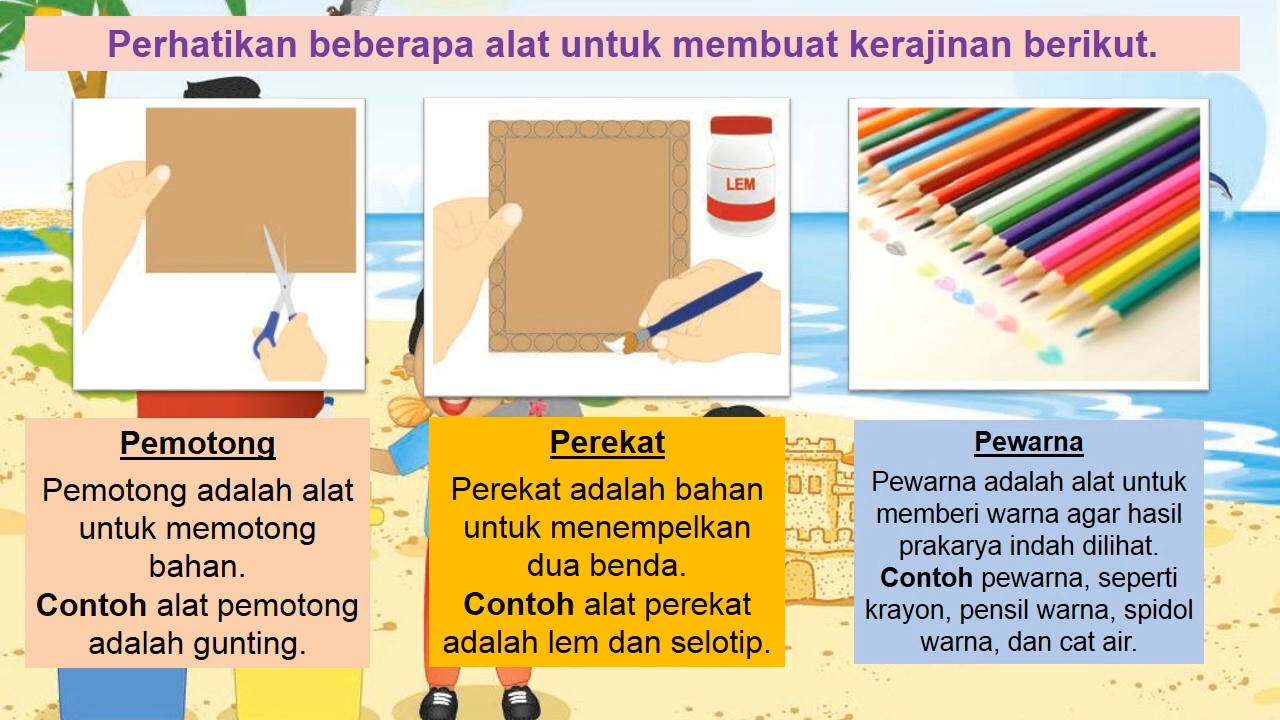 Perhatikan beberapa alat untuk membuat kerajinan berikut.
LEM
Pemotong
Pemotong adalah alat
untuk memotong
bahan.
Contoh alat pemotong
adalah gunting.
Perekat
Perekat adalah bahan
untuk menempelkan
dua benda.
Contoh alat perekat
adalah lem dan selotip.
Pewarna
Pewarna adalah alat untuk
memberi warna agar hasil
prakarya indah dilihat.
Contoh pewarna, seperti
krayon, pensil warna, spidol
warna, dan cat air.